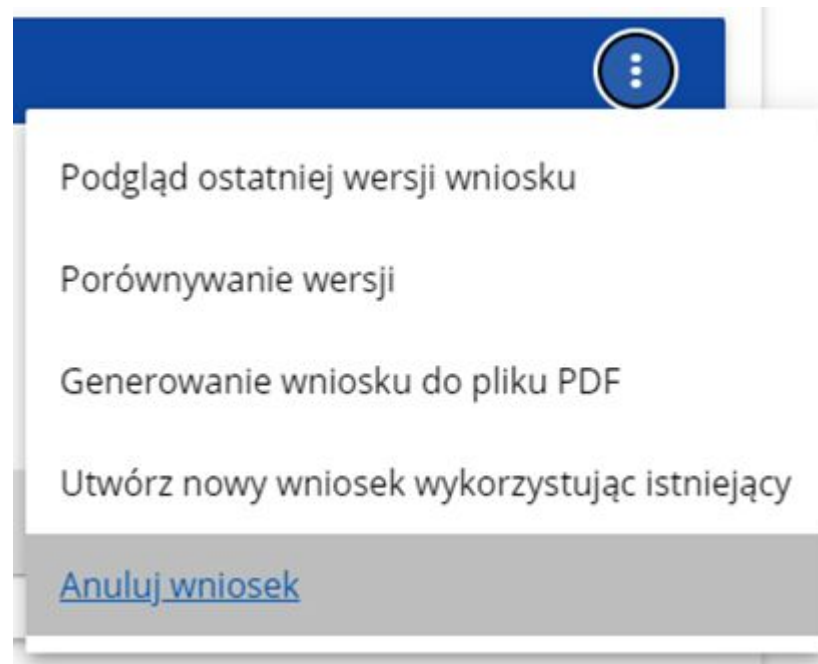 Podgląd ostatniej wersji wniosku
Porównywanie wersji
Generowanie wniosku do pliku PDF
Utwórz nowy wniosek wykorzystując istniejący
Anuluj wniosek